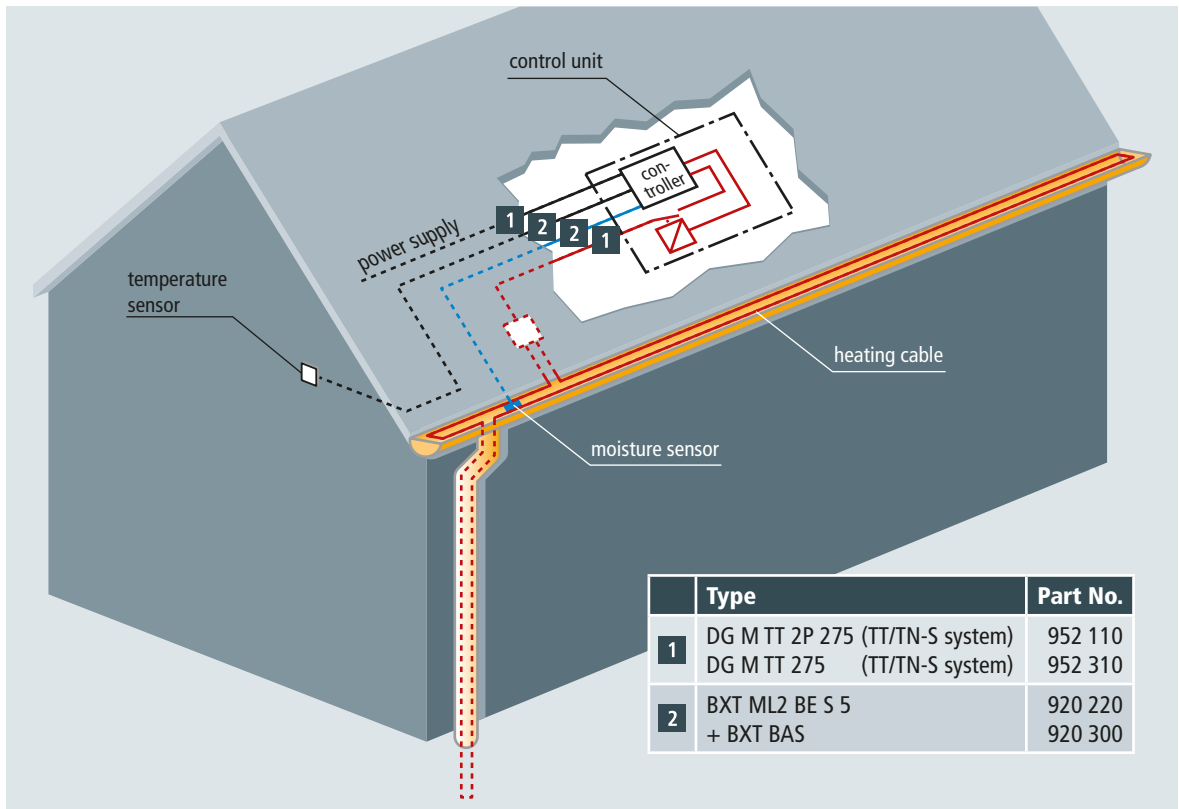 control unit
con-
troller
1
2
2
1
power supply
temperature
sensor
heating cable
moisture sensor
Type Part No.
1
DG M TT 2P 275 (TT/TN-S system) 952 110
DG M TT 275 (TT/TN-S system) 952 310
2
BXT ML2 BE S 5 920 220
+ BXT BAS 920 300